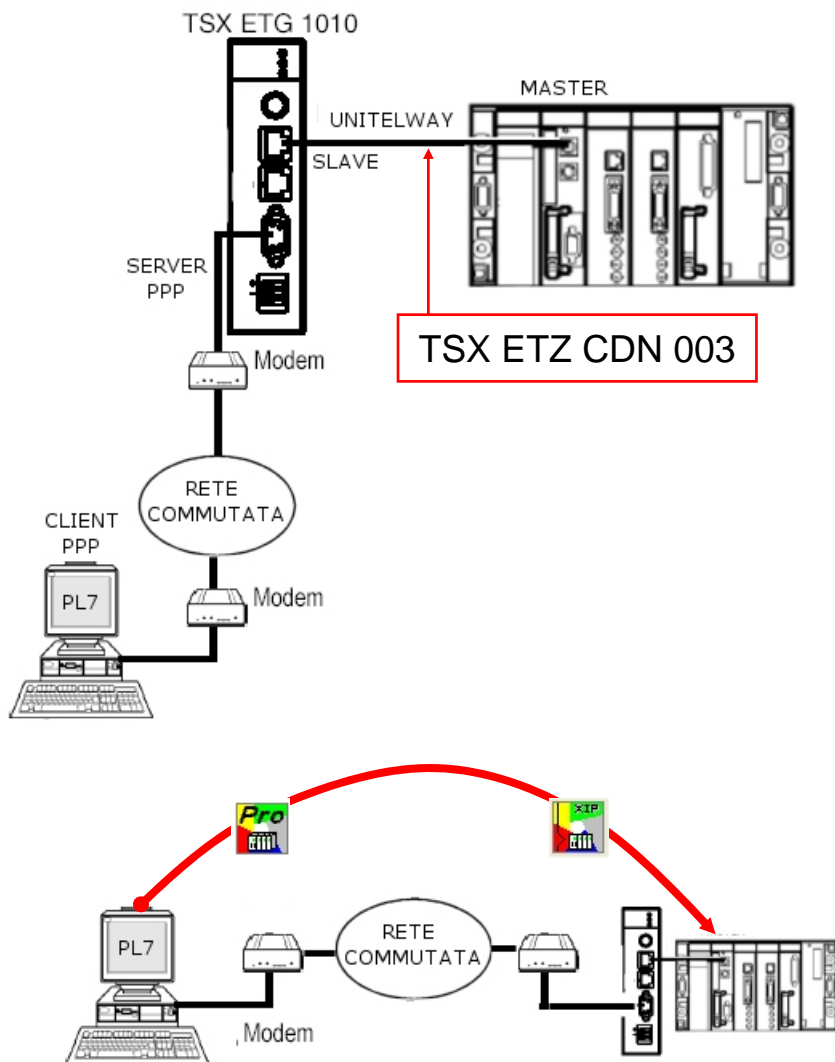 TSX ETG 1010
MASTER
UNITELWAY
SLAVE
SERVER
PPP
TSX ETZ CDN 003
Modem
RETE
COMMUTATA
CLIENT
PPP
PL7
Modem
Pro
XIP
PL7
RETE
COMMUTATA
, Modem